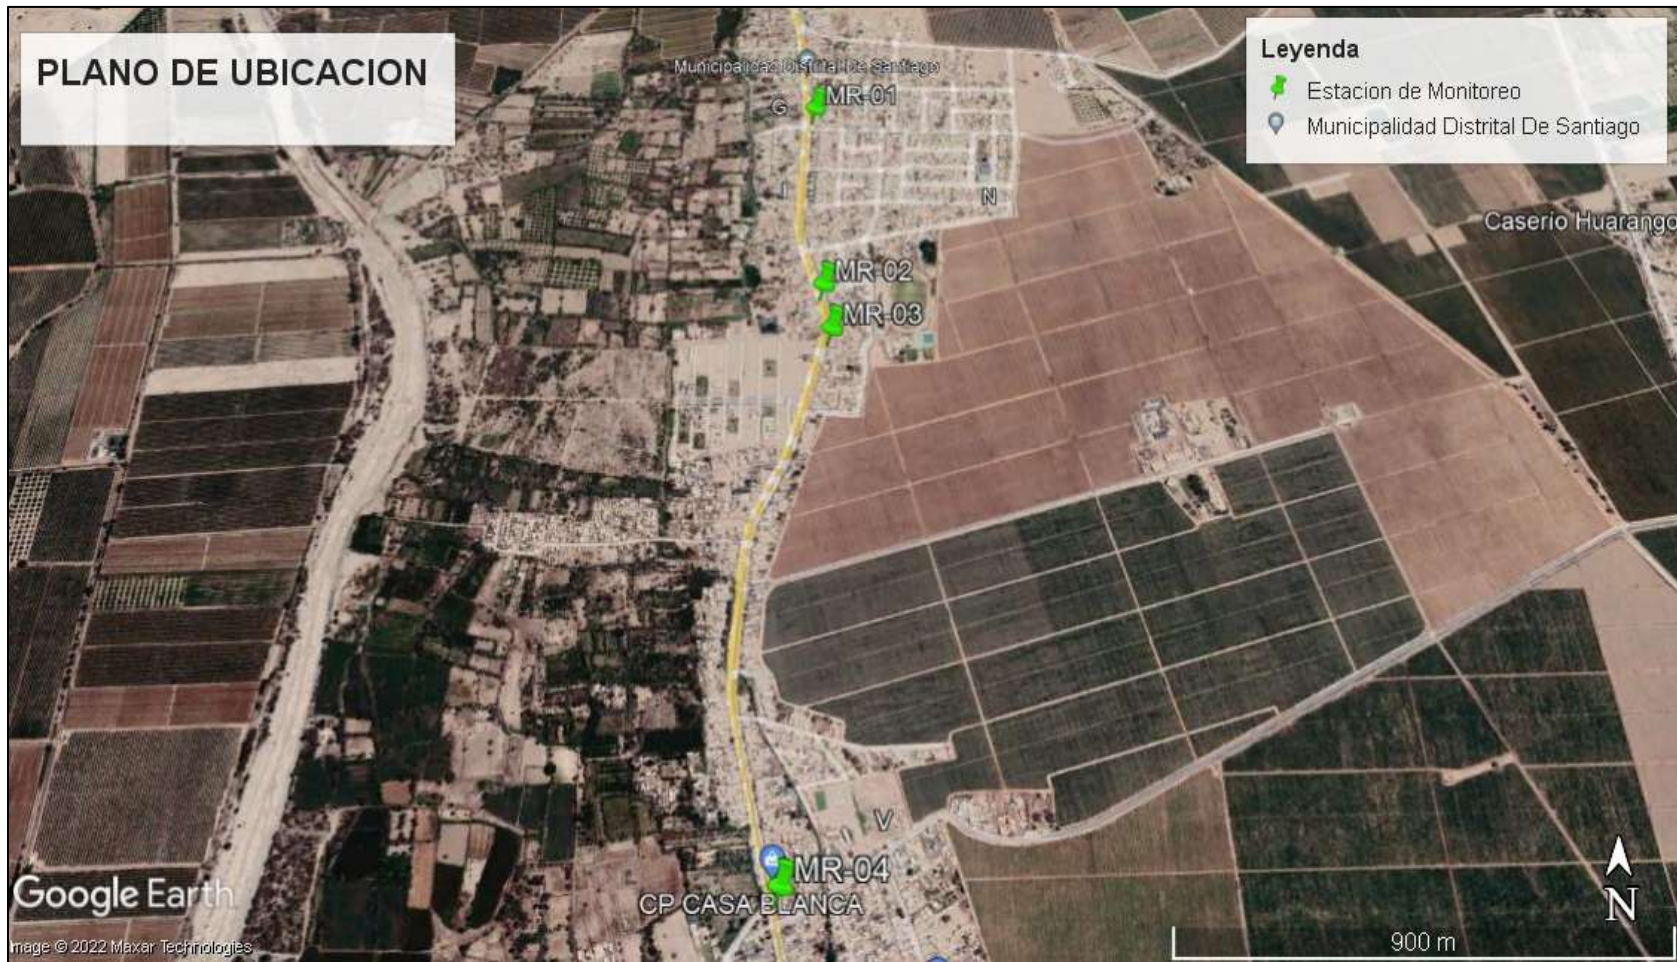 PLANO DE UBICACION
Leyenda
Estacion de Monitoreo
Municipalidad Distrital De Santiago
Municipalidad Distrital De Santiago
G
MR-01
I
N
Caserio Huarango
MR-02
MR-03
V
I
MR-04
CP CASA BLANCA
Google Earth
N
900 m
mage © 2022 Maxar Technologies